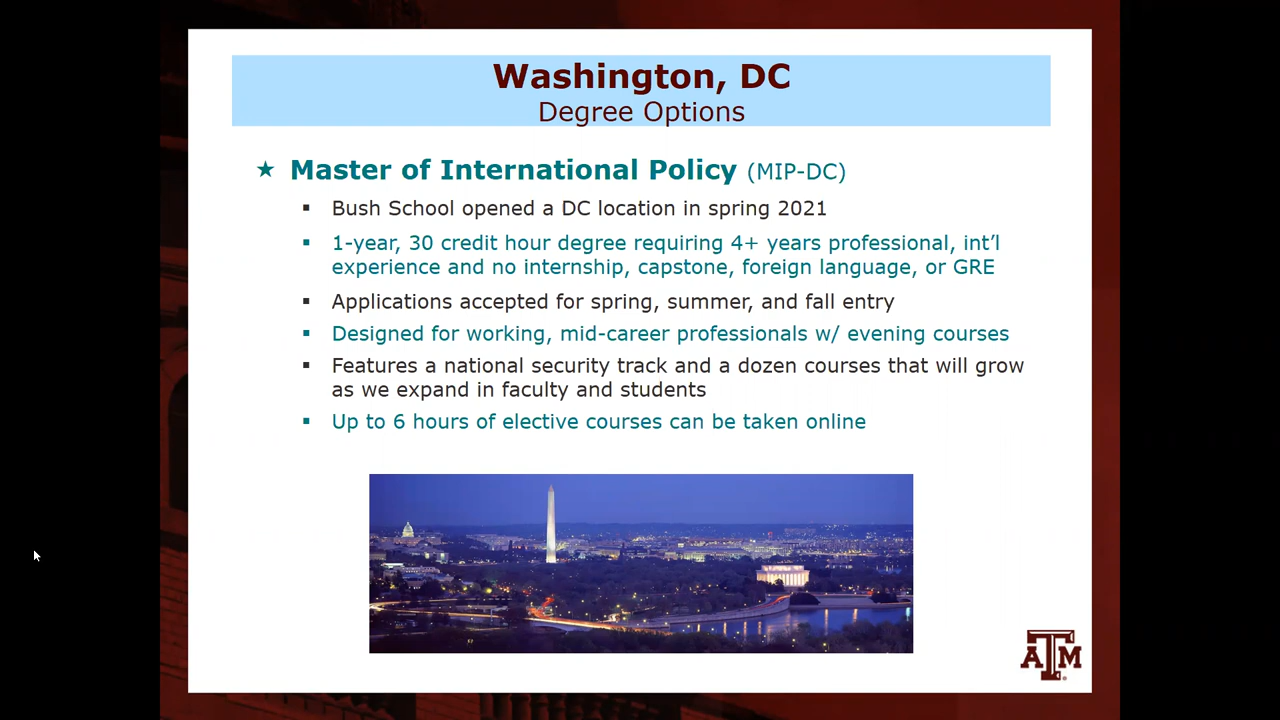 Washington, DC
Degree Options
★ Master of International Policy (MIP-DC)
▪ Bush School opened a DC location in spring 2021
▪ 1-year, 30 credit hour degree requiring 4+ years professional, int’l
experience and no internship, capstone, foreign language, or GRE
▪ Applications accepted for spring, summer, and fall entry
▪ Designed for working, mid-career professionals w/ evening courses
▪ Features a national security track and a dozen courses that will grow
as we expand in faculty and students
▪ Up to 6 hours of elective courses can be taken online
ATM